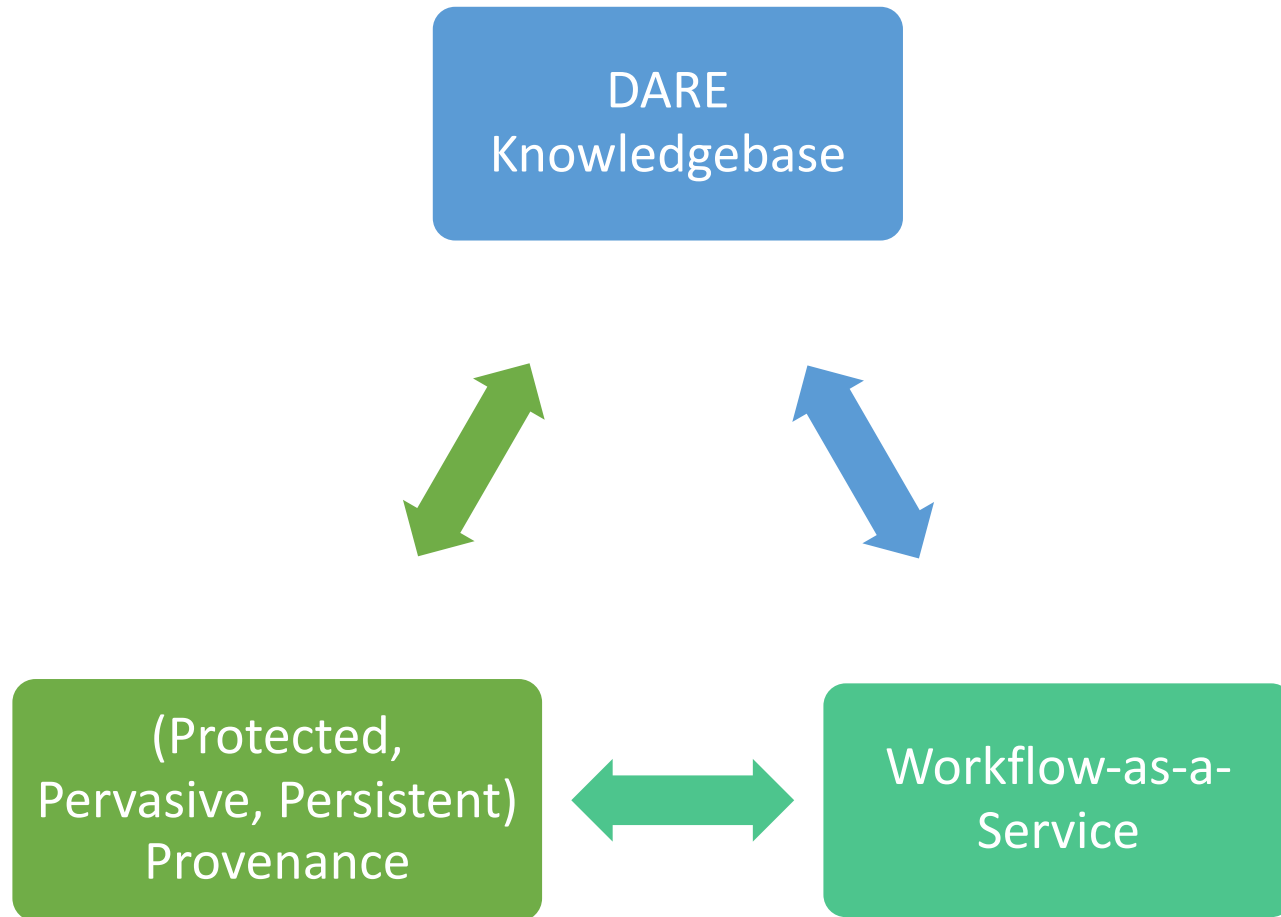 DARE
Knowledgebase
(Protected,
Pervasive, Persistent)
Provenance
Workflow-as-a-
Service